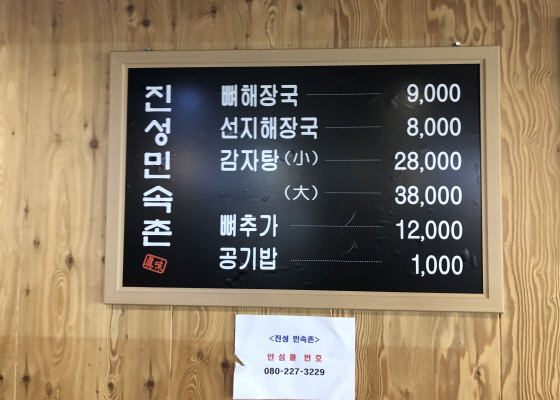 진성민속촌
眞味
뼈해장국 9,000
선지해장국 8,000
감자탕(小) 28,000
(大) 38,000
뼈추가 12,000
공기밥 1,000
<진성 민속촌>
안심콜 번호
080-227-3229